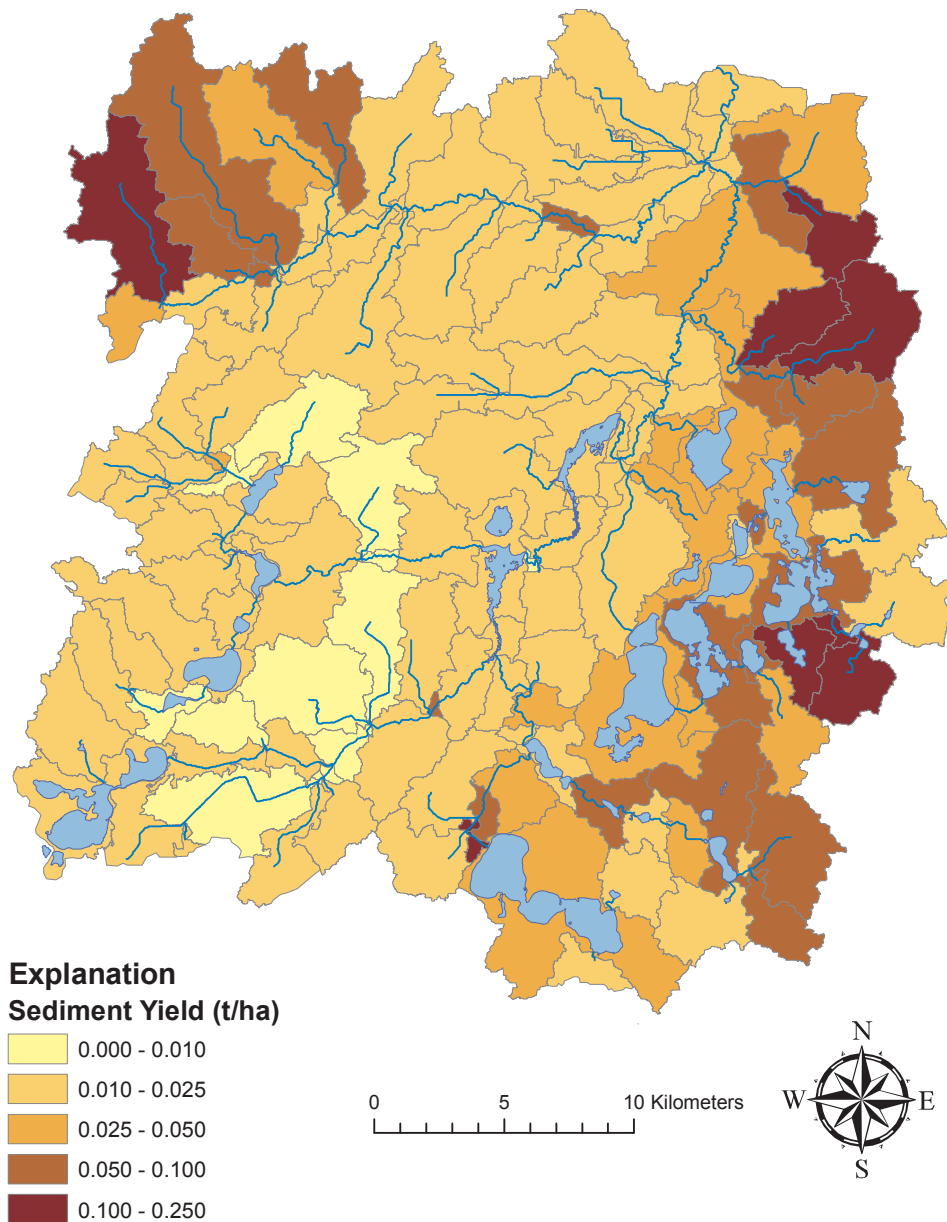 Explanation
Sediment Yield (t/ha)
0.000 - 0.010
0.010 - 0.025
0.025 - 0.050
0.050 - 0.100
0.100 - 0.250
0 5 10 Kilometers
N
W E
S